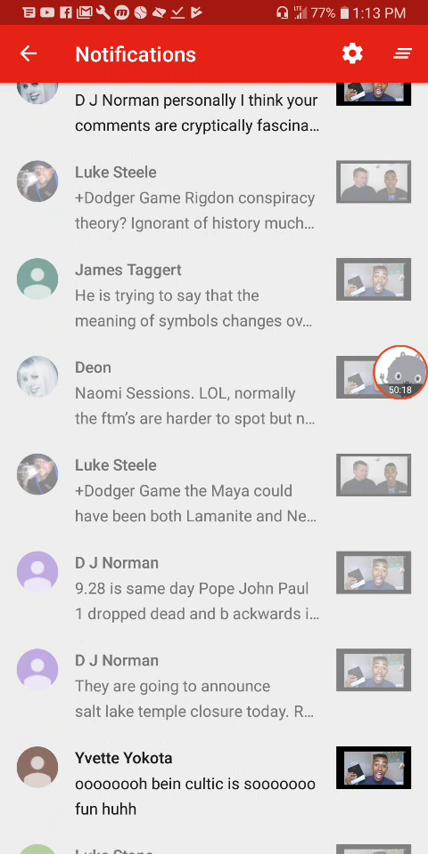 77% 1:13 PM
Notifications
D J Norman personally I think your
comments are cryptically fascina...
Luke Steele
+Dodger Game Rigdon conspiracy
theory? Ignorant of history much...
James Taggert
He is trying to say that the
meaning of symbols changes ov...
Deon
Naomi Sessions. LOL, normally
the ftm's are harder to spot but n...
50:18
Luke Steele
+Dodger Game the Maya could
have been both Lamanite and Ne...
D J Norman
9.28 is same day Pope John Paul
1 dropped dead and b ackwards i...
D J Norman
They are going to announce
salt lake temple closure today. R...
Yvette Yokota
oooooooh bein cultic is sooooooo
fun huhh